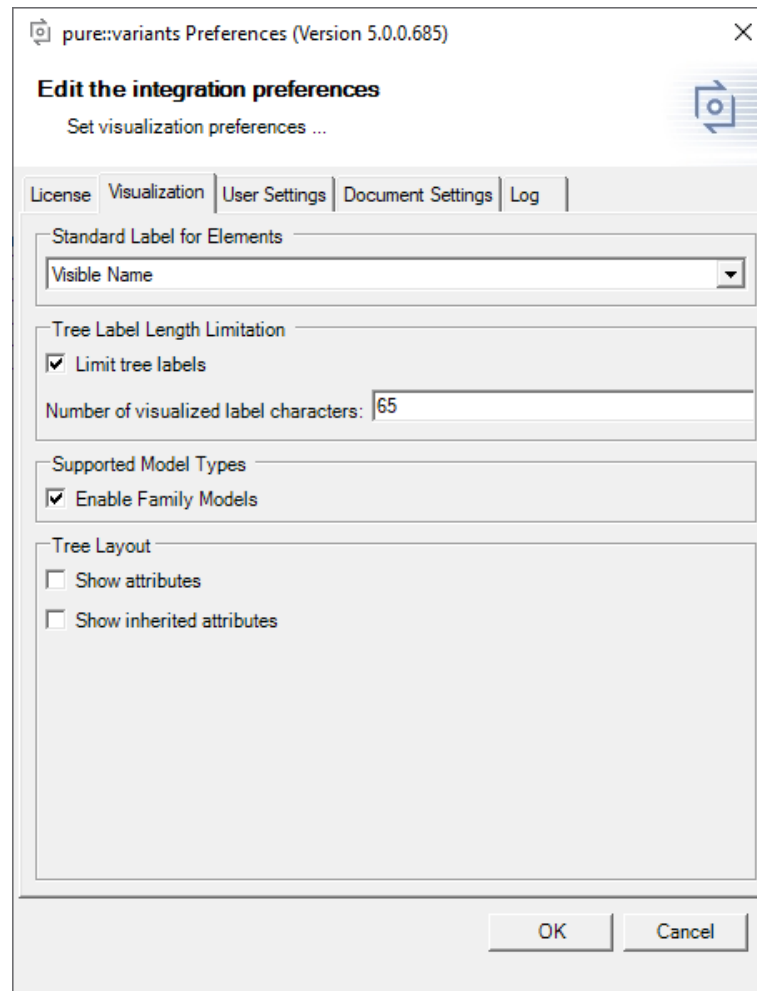 pure::variants Preferences (Version 5.0.0.685)
Edit the integration preferences
Set visualization preferences ...
License Visualization User Settings Document Settings Log
Standard Label for Elements
Visible Name
Tree Label Length Limitation
Limit tree labels
Number of visualized label characters: 65
Supported Model Types
Enable Family Models
Tree Layout
Show attributes
Show inherited attributes
OK Cancel